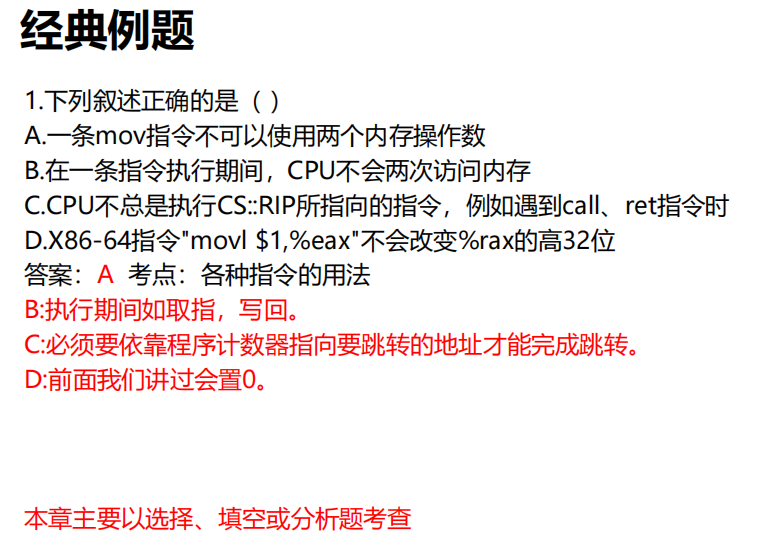 经典例题
1.下列叙述正确的是（ ）
A.一条mov指令不可以使用两个内存操作数
B.在一条指令执行期间，CPU不会两次访问内存
C.CPU不总是执行CS::RIP所指向的指令，例如遇到call、ret指令时
D.X86-64指令"movl $1,%eax"不会改变%rax的高32位
答案：A 考点：各种指令的用法
B:执行期间如取指，写回。
C:必须要依靠程序计数器指向要跳转的地址才能完成跳转。
D:前面我们讲过会置0。
本章主要以选择、填空或分析题考查